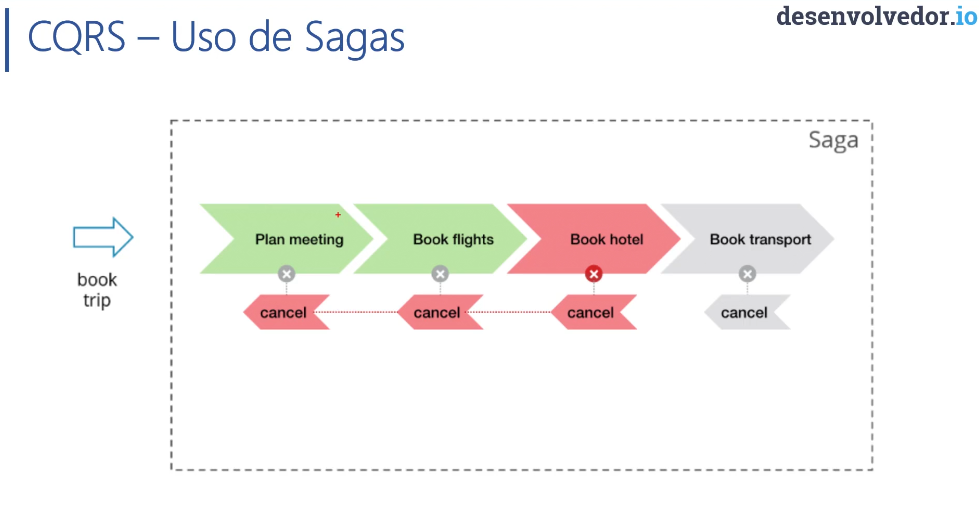 CQRS – Uso de Sagas
desenvolvedor.io
Saga
book
trip
Plan meeting
Book flights
Book hotel
Book transport
cancel
cancel
cancel
cancel